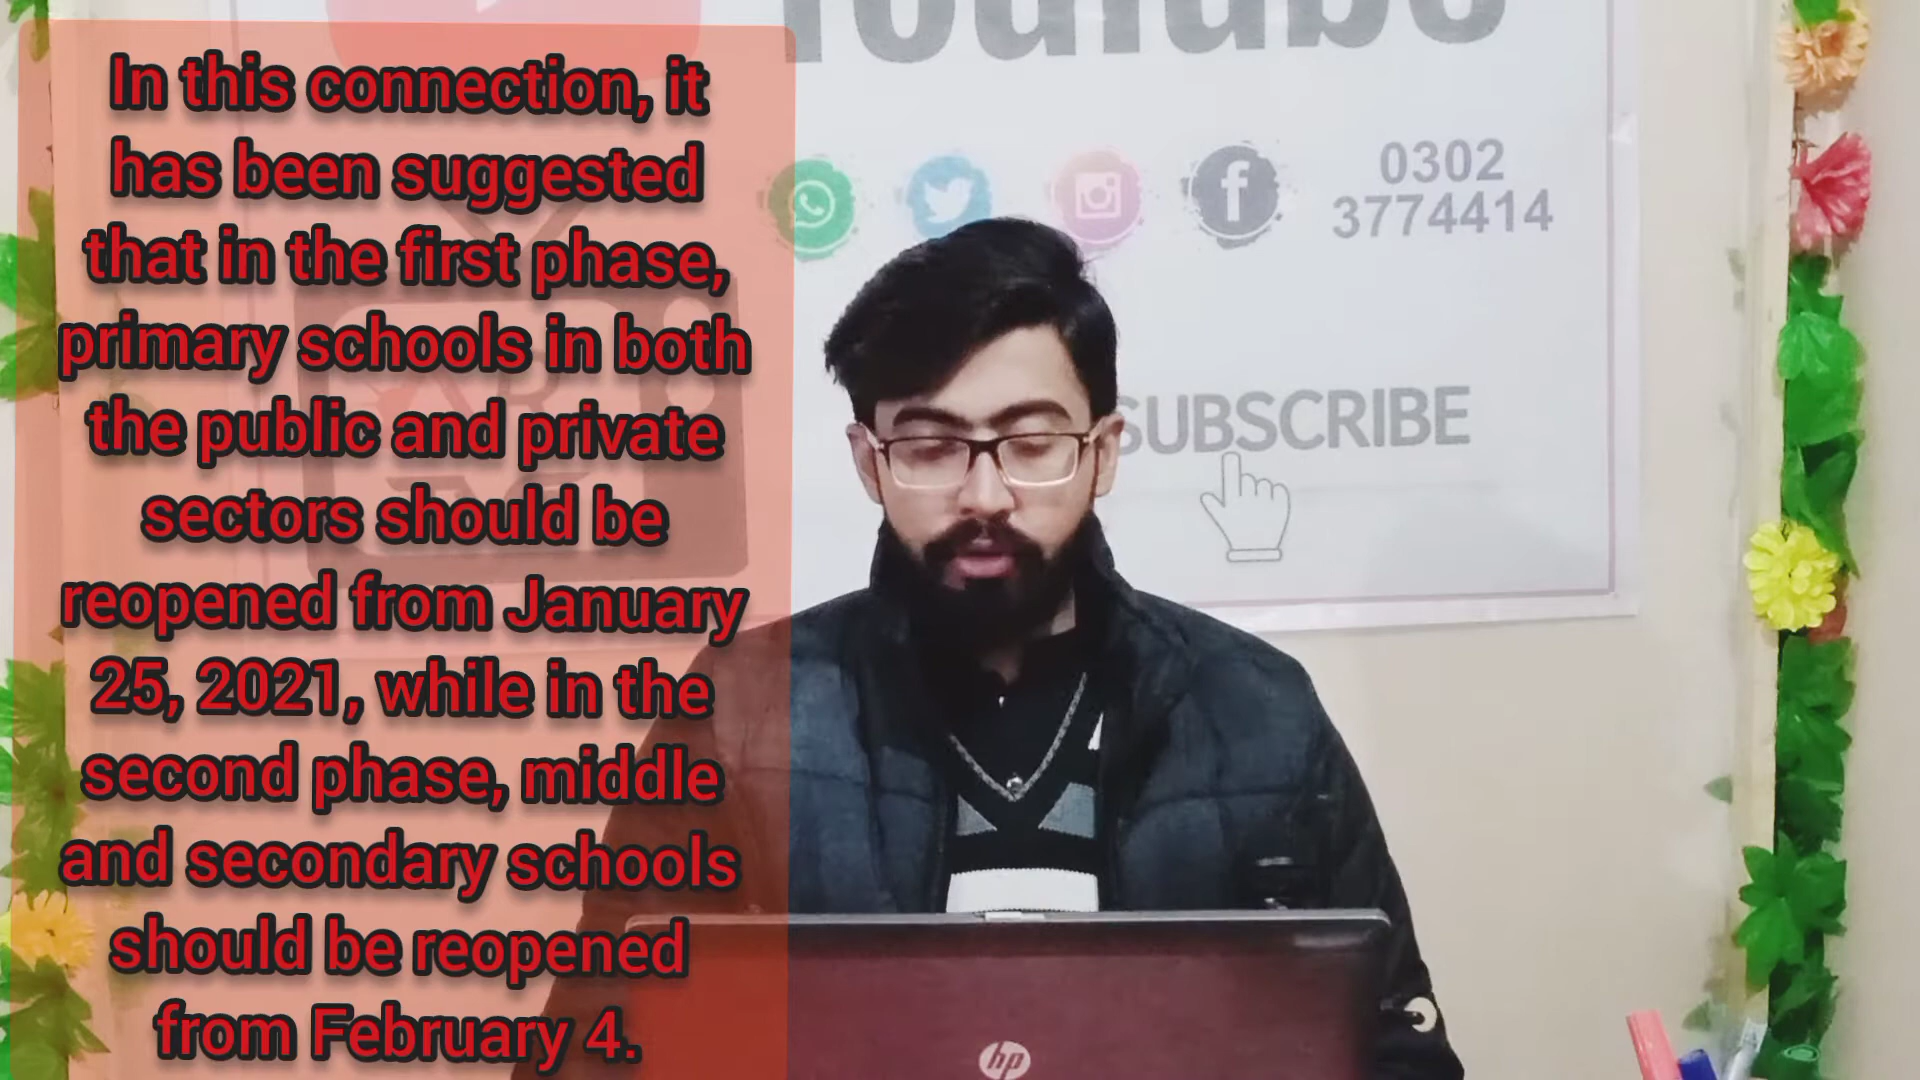 In this connection, it
has been suggested
that in the first phase,
primary schools in both
the public and private
sectors should be
reopened from January
25, 2021, while in the
second phase, middle
and secondary schools
should be reopened
from February 4.
YouTube
0302
3774414
SUBSCRIBE
hp